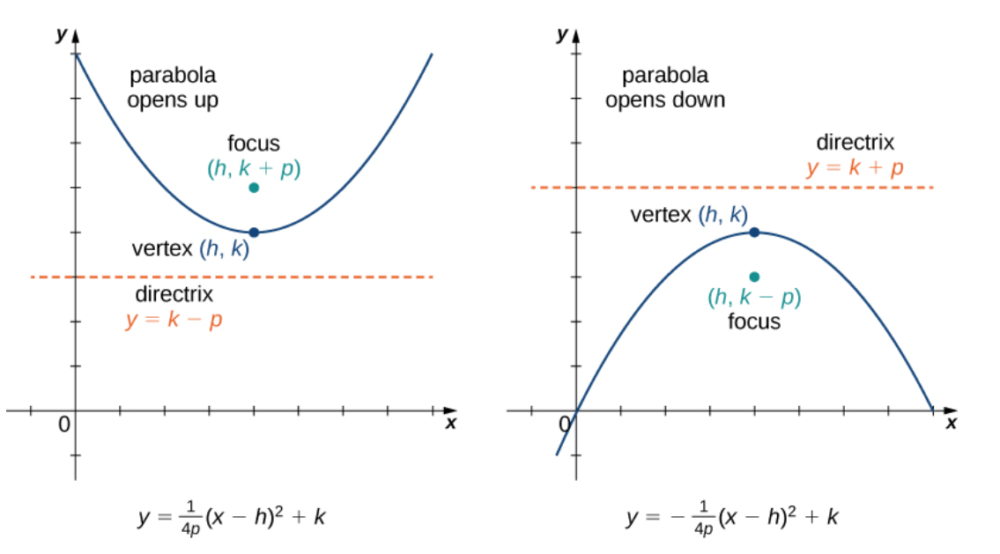 y
parabola
opens up
focus
(h, k + p)
vertex (h, k)
directrix
y = k − p
0
x
y = 1/4p (x − h)² + k
y
parabola
opens down
directrix
y = k + p
vertex (h, k)
(h, k − p)
focus
0
x
y = − 1/4p (x − h)² + k